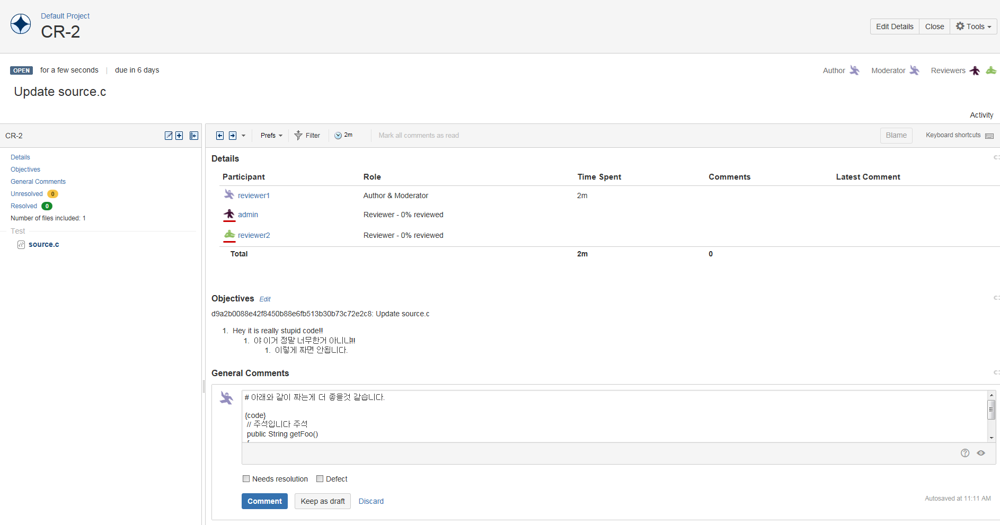 Default Project
CR-2
Edit Details Close Tools
OPEN for a few seconds | due in 6 days
Author Moderator Reviewers
Update source.c
Activity
CR-2
Prefs Filter 2m Mark all comments as read Blame Keyboard shortcuts
Details
Objectives
General Comments
Unresolved 0
Resolved 0
Number of files included: 1
Test
source.c
Details
Participant Role Time Spent Comments Latest Comment
reviewer1 Author & Moderator 2m
admin Reviewer - 0% reviewed
reviewer2 Reviewer - 0% reviewed
Total 2m 0
Objectives Edit
d9a2b0088e42f8450b88e6fb513b30b73c72e2c8: Update source.c
1. Hey it is really stupid code!!
1. 야 이거 정말 너무한거 아니냐!!
1. 이렇게 짜면 안됩니다.
General Comments
# 아래와 같이 짜는게 더 좋을것 같습니다.
{code}
// 주석입니다 주석
public String getFoo()
{
Needs resolution Defect
Comment Keep as draft Discard
Autosaved at 11:11 AM